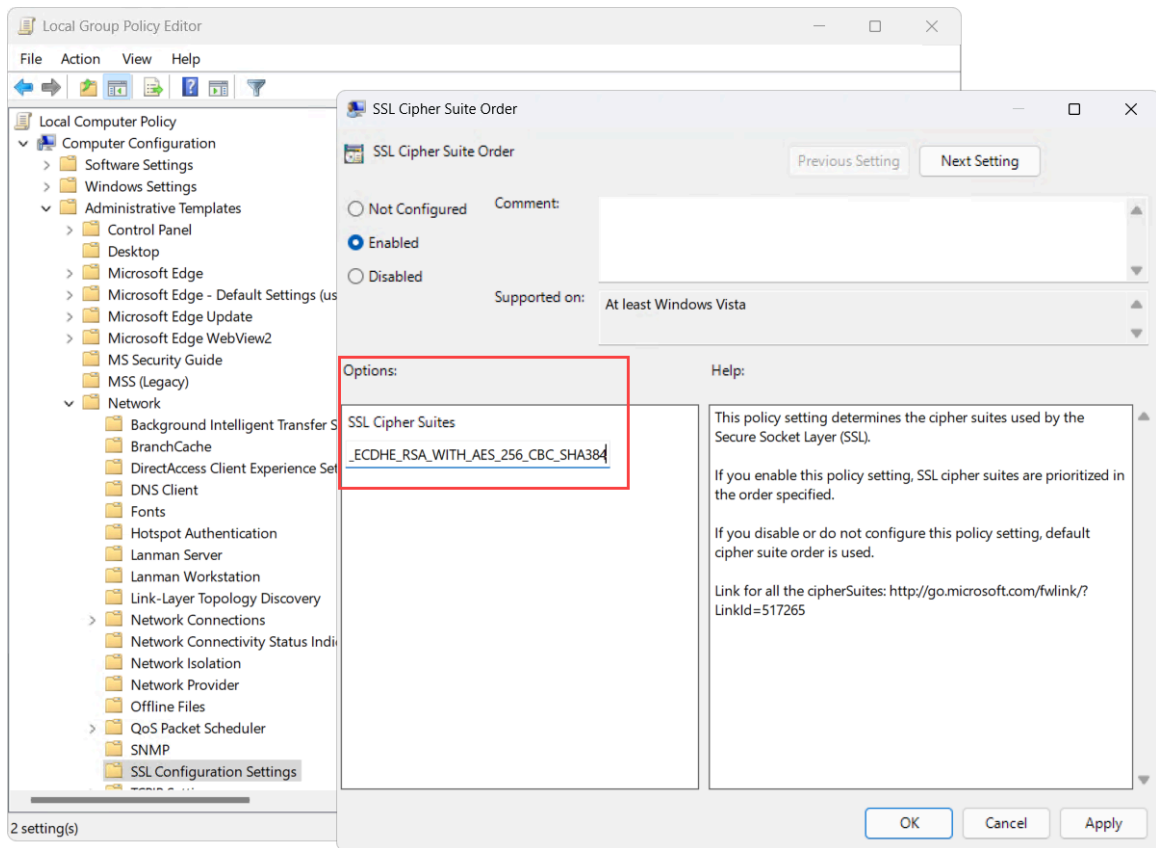 Local Group Policy Editor
File Action View Help
Local Computer Policy
Computer Configuration
Software Settings
Windows Settings
Administrative Templates
Control Panel
Desktop
Microsoft Edge
Microsoft Edge - Default Settings (us
Microsoft Edge Update
Microsoft Edge WebView2
MS Security Guide
MSS (Legacy)
Network
Background Intelligent Transfer S
BranchCache
DirectAccess Client Experience Set
DNS Client
Fonts
Hotspot Authentication
Lanman Server
Lanman Workstation
Link-Layer Topology Discovery
Network Connections
Network Connectivity Status Indi
Network Isolation
Network Provider
Offline Files
QoS Packet Scheduler
SNMP
SSL Configuration Settings
2 setting(s)
SSL Cipher Suite Order
SSL Cipher Suite Order
Previous Setting Next Setting
Not Configured
Enabled
Disabled
Comment:
Supported on:
At least Windows Vista
Options:
SSL Cipher Suites
_ECDHE_RSA_WITH_AES_256_CBC_SHA384
Help:
This policy setting determines the cipher suites used by the
Secure Socket Layer (SSL).
If you enable this policy setting, SSL cipher suites are prioritized in
the order specified.
If you disable or do not configure this policy setting, default
cipher suite order is used.
Link for all the cipherSuites: http://go.microsoft.com/fwlink/?
LinkId=517265
OK Cancel Apply